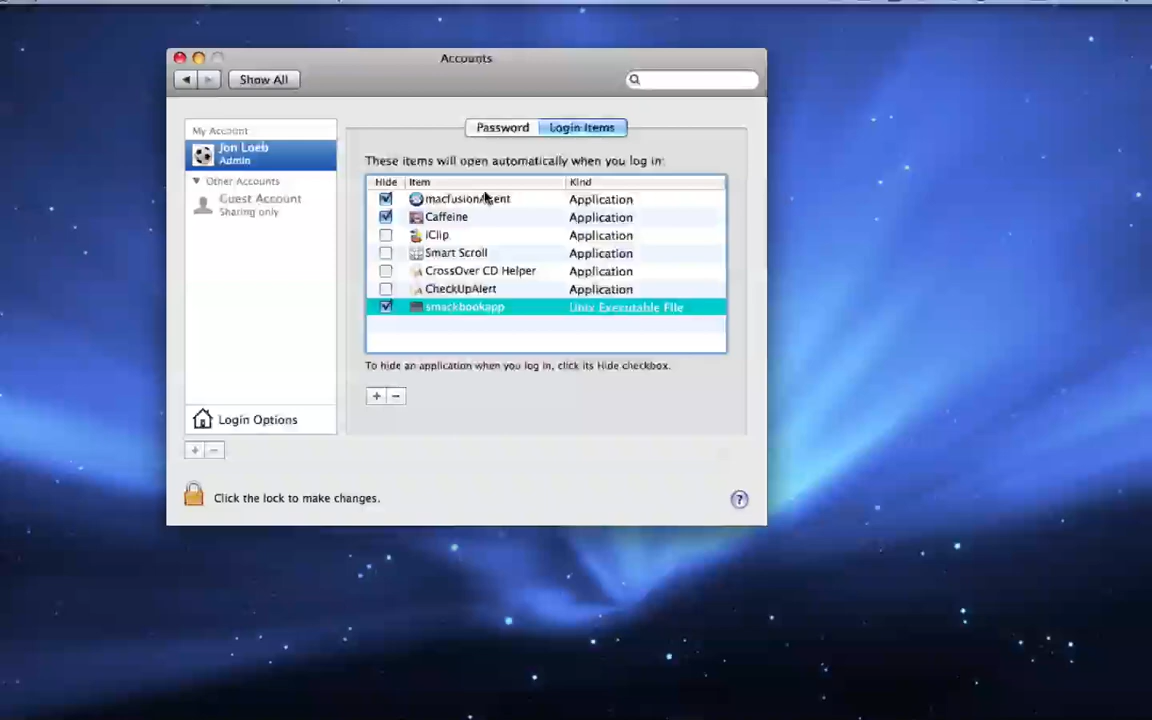 Accounts
Show All
My Account
Jon Loeb
Admin
Other Accounts
Guest Account
Sharing only
Login Options
Password
Login Items
These items will open automatically when you log in:
Hide Item Kind
macfusionAgent Application
Caffeine Application
iClip Application
Smart Scroll Application
CrossOver CD Helper Application
CheckUpAlert Application
smackbookapp Unix Executable File
To hide an application when you log in, click its Hide checkbox.
+ −
+ −
Click the lock to make changes.
?